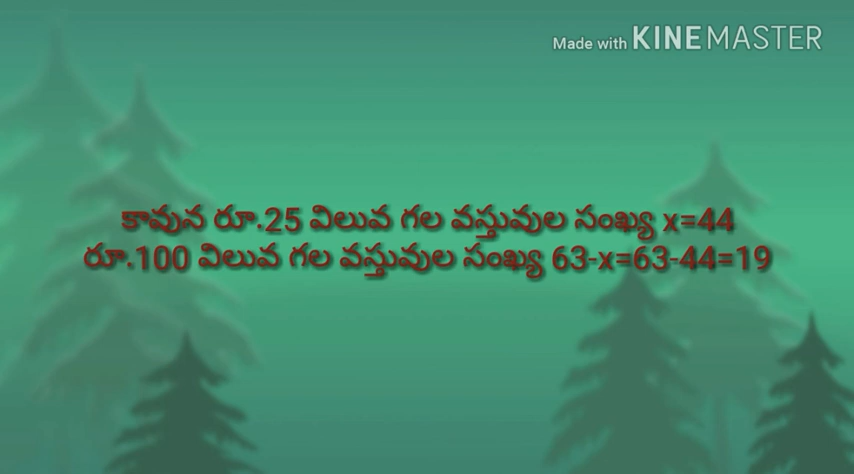 Made with KINEMASTER
కావున రూ.25 విలువ గల వస్తువుల సంఖ్య x=44
రూ.100 విలువ గల వస్తువుల సంఖ్య 63-x=63-44=19